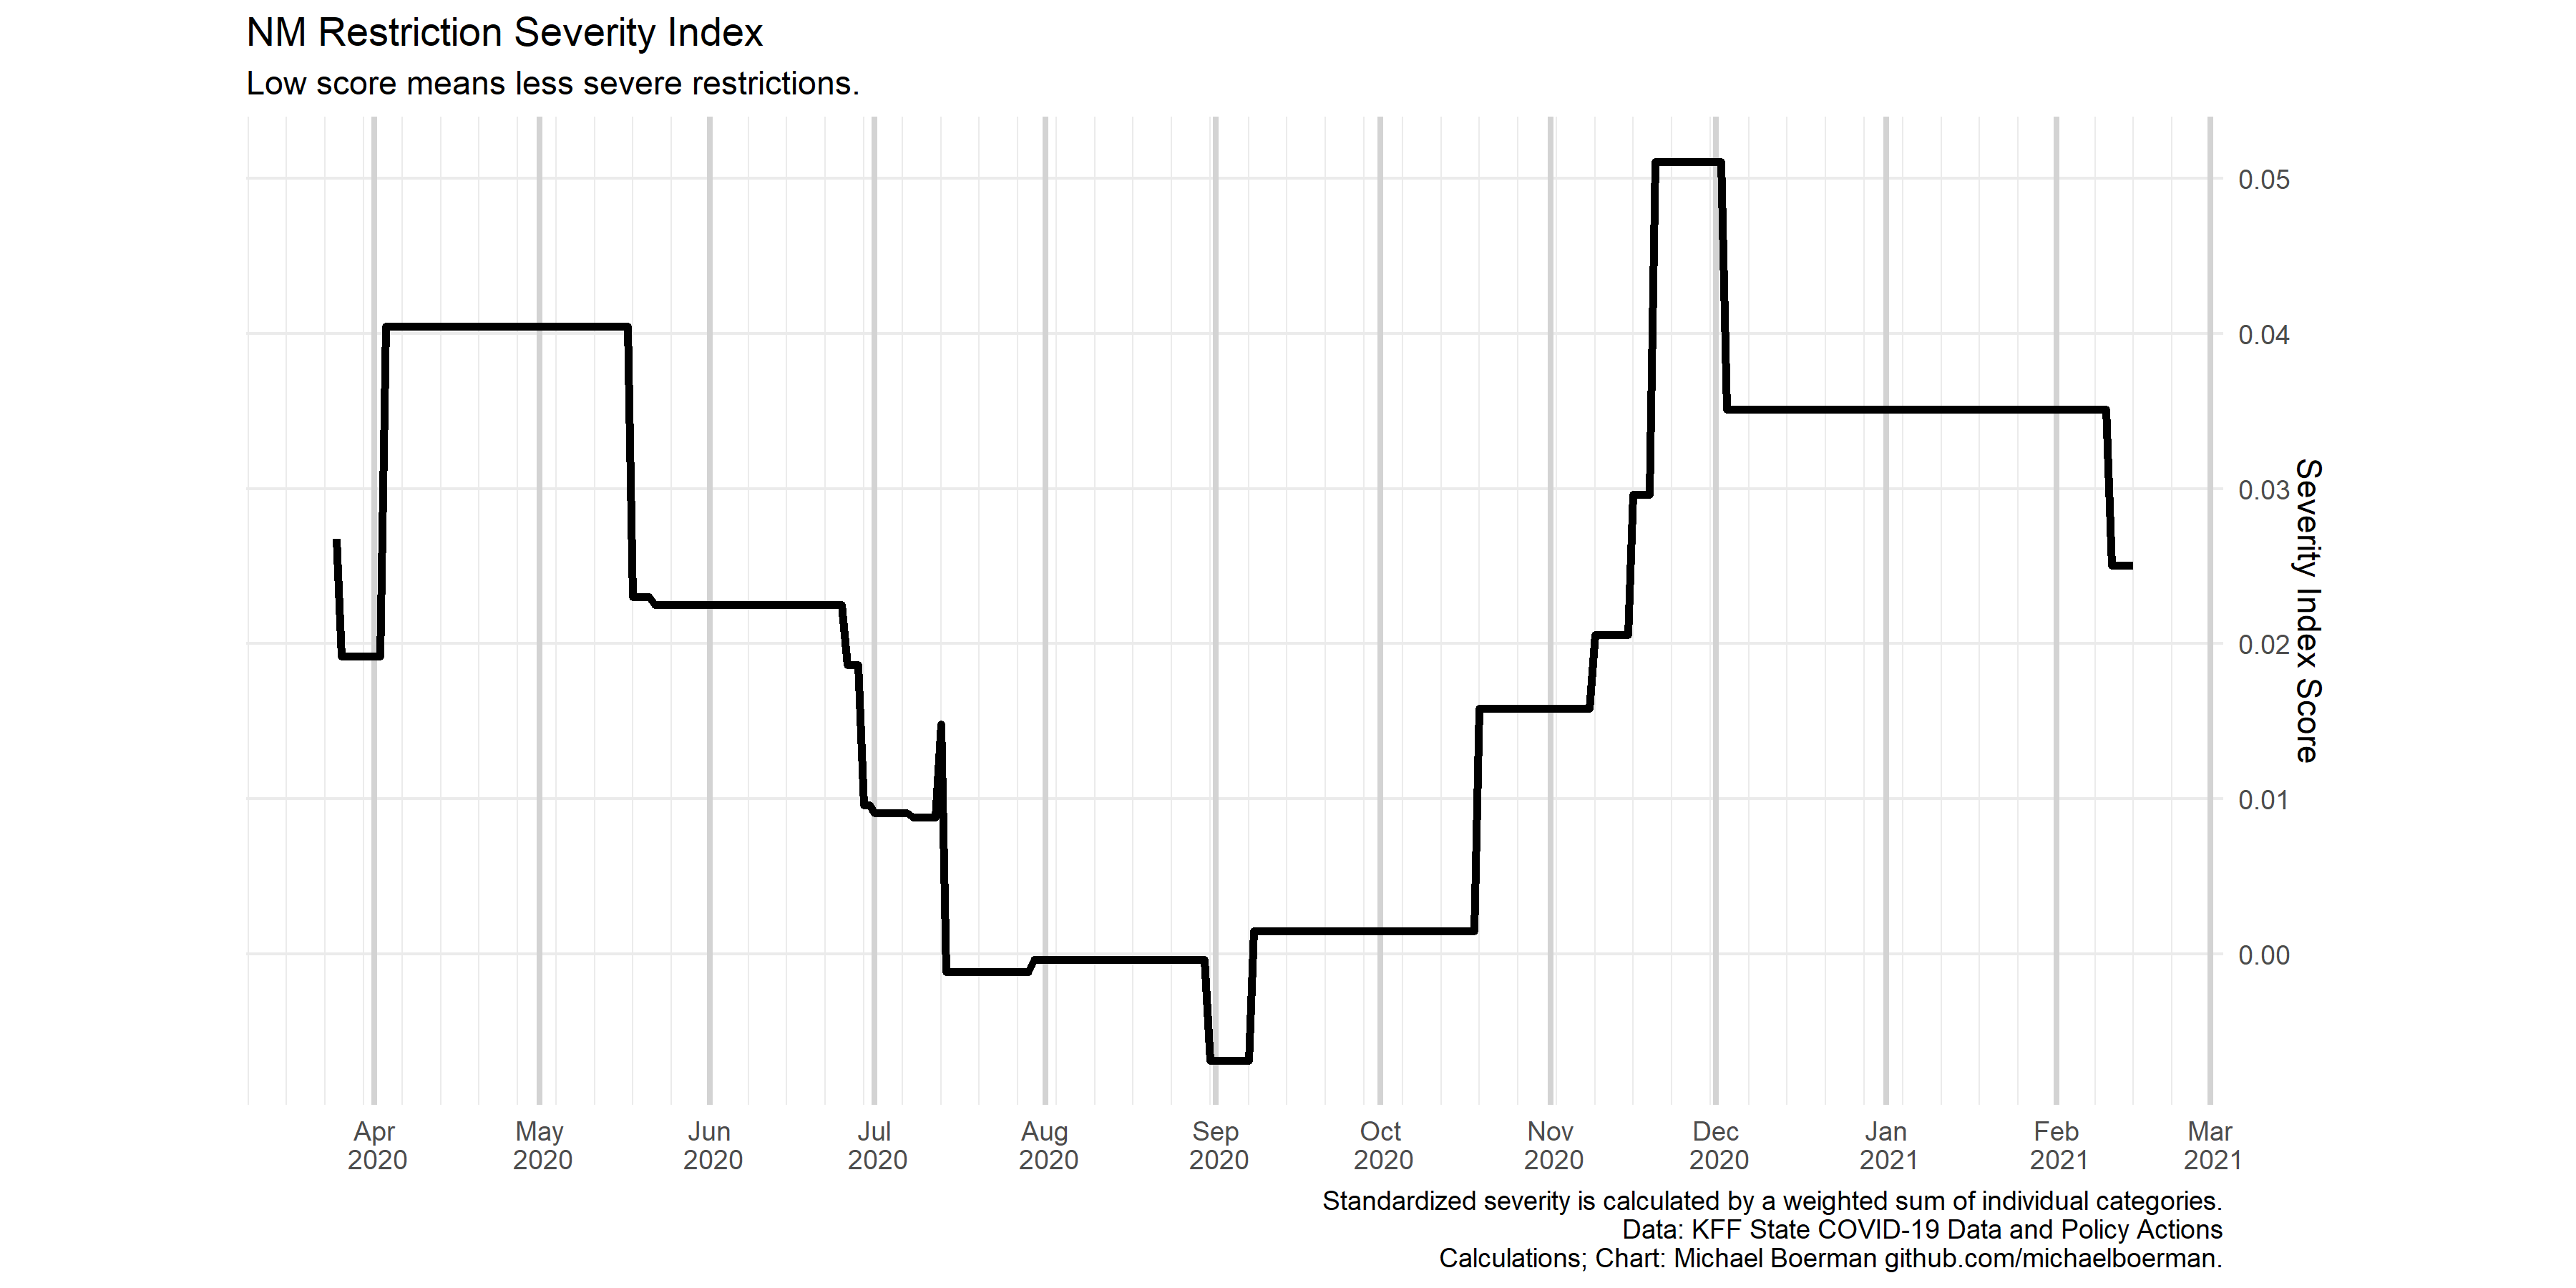 NM Restriction Severity Index
Low score means less severe restrictions.
0.05
0.04
0.03
0.02
0.01
0.00
Severity Index Score
Apr
2020
May
2020
Jun
2020
Jul
2020
Aug
2020
Sep
2020
Oct
2020
Nov
2020
Dec
2020
Jan
2021
Feb
2021
Mar
2021
Standardized severity is calculated by a weighted sum of individual categories.
Data: KFF State COVID-19 Data and Policy Actions
Calculations; Chart: Michael Boerman github.com/michaelboerman.